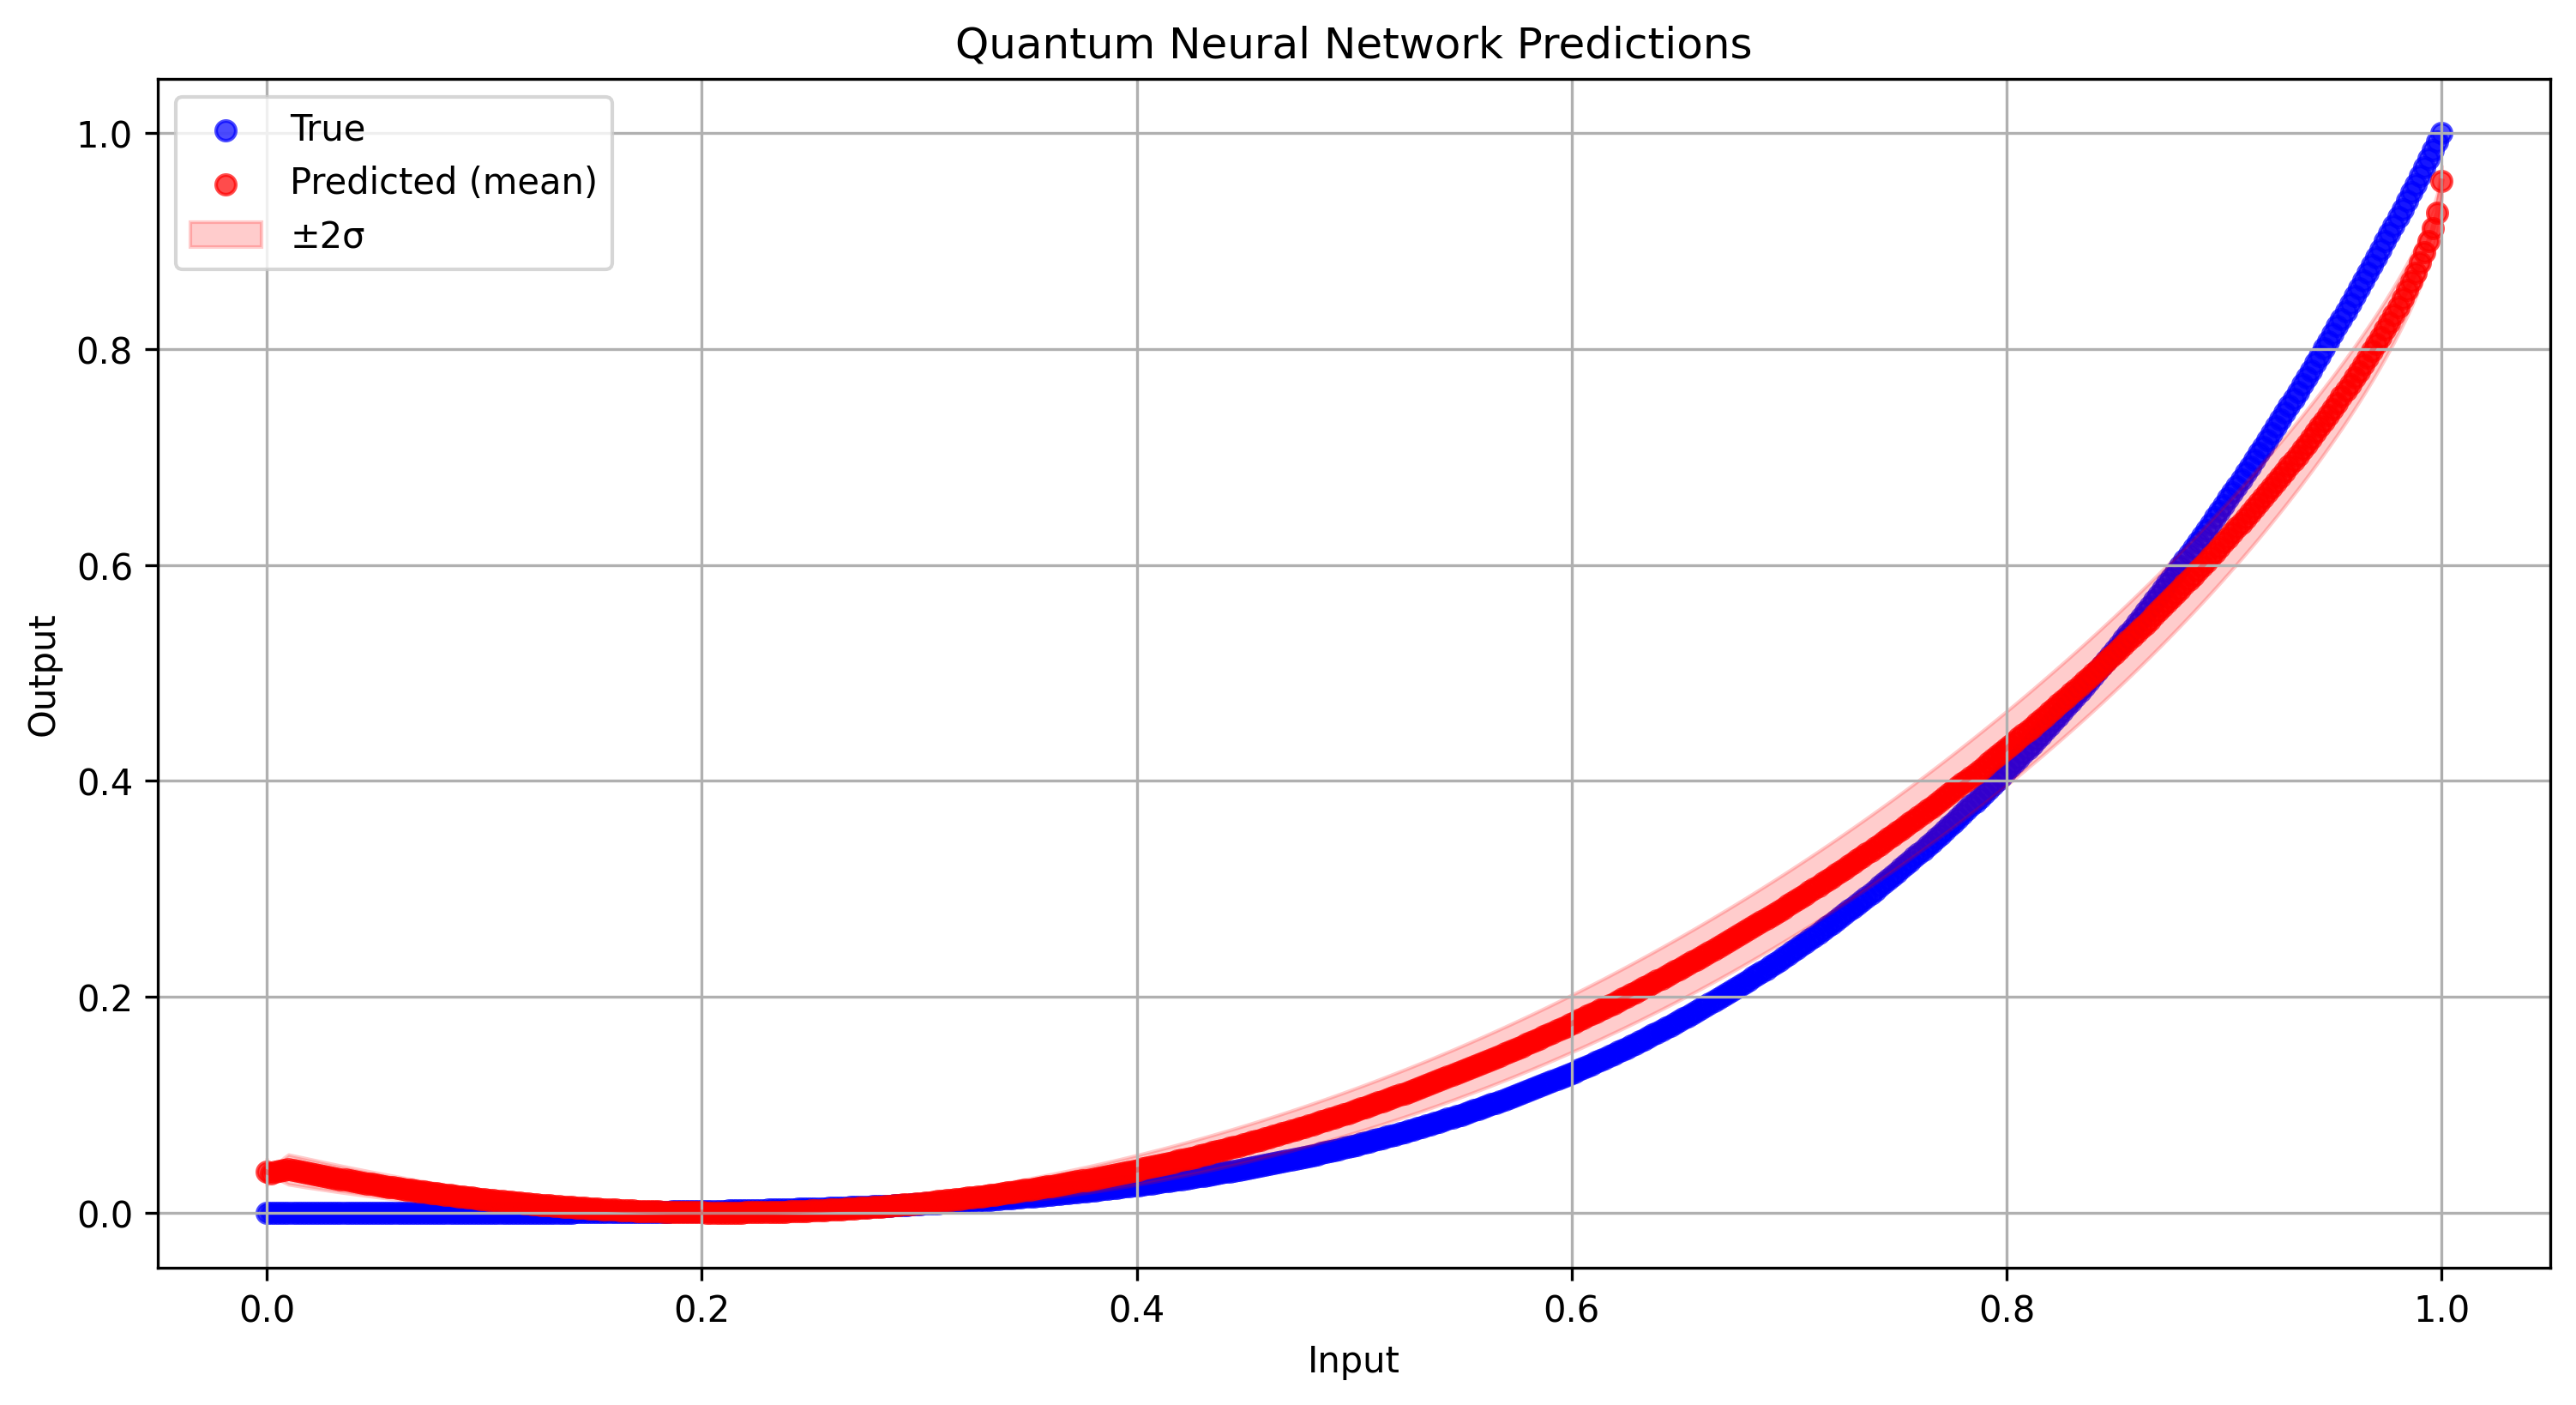 Quantum Neural Network Predictions
True
Predicted (mean)
±2σ
1.0
0.8
0.6
0.4
0.2
0.0
Output
0.0 0.2 0.4 0.6 0.8 1.0
Input